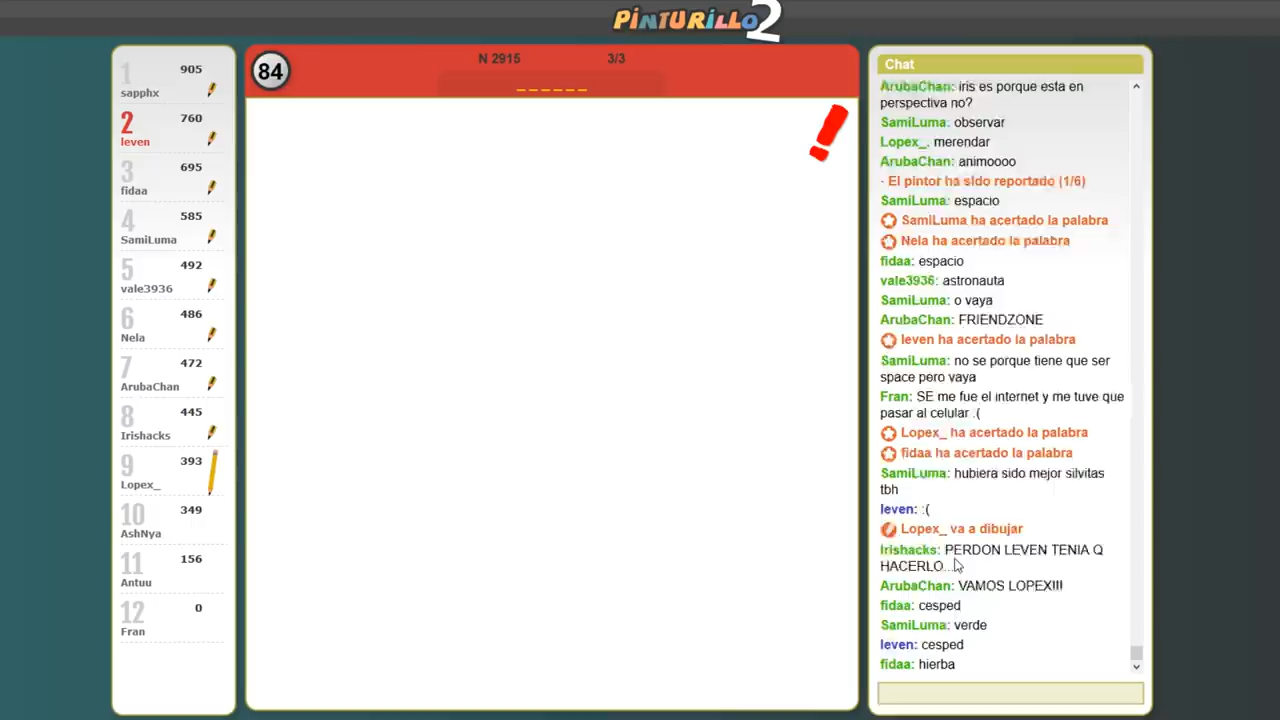 PINTURILLO 2
1 905
sapphx
2 760
leven
3 695
fidaa
4 585
SamiLuma
5 492
vale3936
6 486
Nela
7 472
ArubaChan
8 445
Irishacks
9 393
Lopex_
10 349
AshNya
11 156
Antuu
12 0
Fran
84
N 2915 3/3
_ _ _ _ _ _
!
Chat
ArubaChan: iris es porque esta en
perspectiva no?
SamiLuma: observar
Lopex_: merendar
ArubaChan: animoooo
- El pintor ha sido reportado (1/6)
SamiLuma: espacio
SamiLuma ha acertado la palabra
Nela ha acertado la palabra
fidaa: espacio
vale3936: astronauta
SamiLuma: o vaya
ArubaChan: FRIENDZONE
leven ha acertado la palabra
SamiLuma: no se porque tiene que ser
space pero vaya
Fran: SE me fue el internet y me tuve que
pasar al celular :(
Lopex_ ha acertado la palabra
fidaa ha acertado la palabra
SamiLuma: hubiera sido mejor silvitas
tbh
leven: :(
Lopex_ va a dibujar
Irishacks: PERDON LEVEN TENIA Q
HACERLO...
ArubaChan: VAMOS LOPEX!!!
fidaa: cesped
SamiLuma: verde
leven: cesped
fidaa: hierba